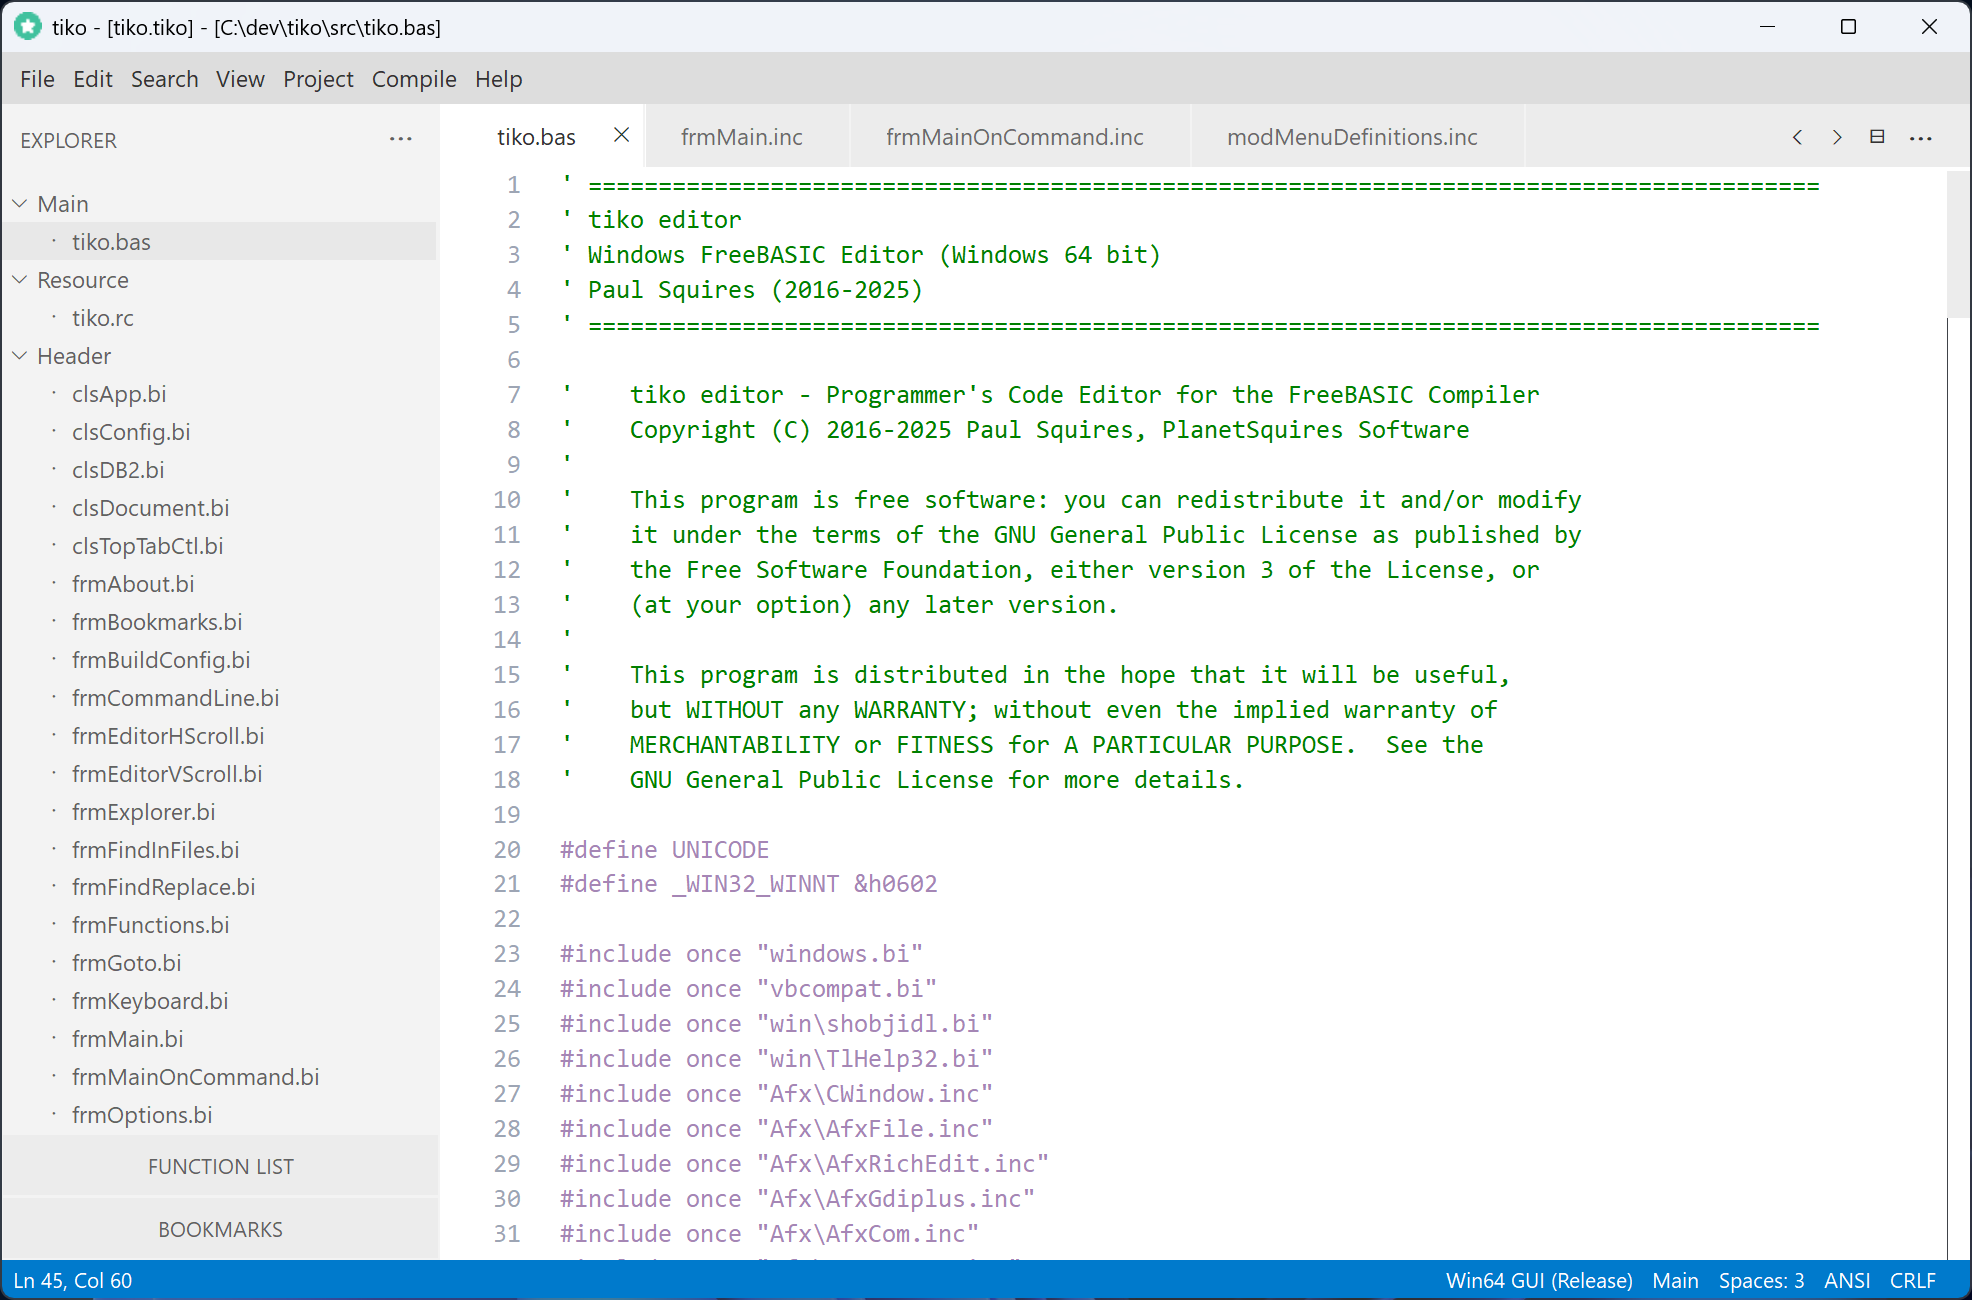 tiko - [tiko.tiko] - [C:\dev\tiko\src\tiko.bas]
File Edit Search View Project Compile Help
EXPLORER
Main
tiko.bas
Resource
tiko.rc
Header
clsApp.bi
clsConfig.bi
clsDB2.bi
clsDocument.bi
clsTopTabCtl.bi
frmAbout.bi
frmBookmarks.bi
frmBuildConfig.bi
frmCommandLine.bi
frmEditorHScroll.bi
frmEditorVScroll.bi
frmExplorer.bi
frmFindInFiles.bi
frmFindReplace.bi
frmFunctions.bi
frmGoto.bi
frmKeyboard.bi
frmMain.bi
frmMainOnCommand.bi
frmOptions.bi
FUNCTION LIST
BOOKMARKS
tiko.bas frmMain.inc frmMainOnCommand.inc modMenuDefinitions.inc
1 ' ========================================================================================
2 ' tiko editor
3 ' Windows FreeBASIC Editor (Windows 64 bit)
4 ' Paul Squires (2016-2025)
5 ' ========================================================================================
6
7 '    tiko editor - Programmer's Code Editor for the FreeBASIC Compiler
8 '    Copyright (C) 2016-2025 Paul Squires, PlanetSquires Software
9 '
10 '    This program is free software: you can redistribute it and/or modify
11 '    it under the terms of the GNU General Public License as published by
12 '    the Free Software Foundation, either version 3 of the License, or
13 '    (at your option) any later version.
14 '
15 '    This program is distributed in the hope that it will be useful,
16 '    but WITHOUT any WARRANTY; without even the implied warranty of
17 '    MERCHANTABILITY or FITNESS for A PARTICULAR PURPOSE.  See the
18 '    GNU General Public License for more details.
19
20 #define UNICODE
21 #define _WIN32_WINNT &h0602
22
23 #include once "windows.bi"
24 #include once "vbcompat.bi"
25 #include once "win\shobjidl.bi"
26 #include once "win\TlHelp32.bi"
27 #include once "Afx\CWindow.inc"
28 #include once "Afx\AfxFile.inc"
29 #include once "Afx\AfxRichEdit.inc"
30 #include once "Afx\AfxGdiplus.inc"
31 #include once "Afx\AfxCom.inc"
Ln 45, Col 60
Win64 GUI (Release) Main Spaces: 3 ANSI CRLF